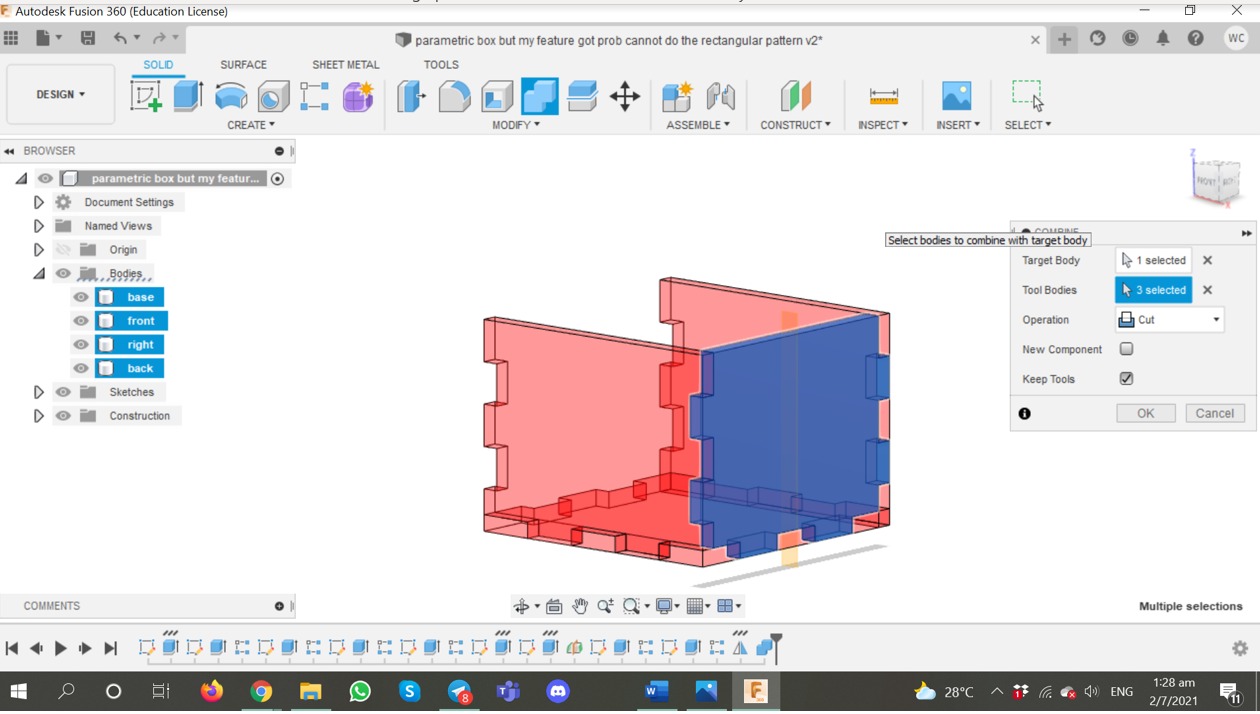 Autodesk Fusion 360 (Education License)
parametric box but my feature got prob cannot do the rectangular pattern v2*
WC
SOLID SURFACE SHEET METAL TOOLS
DESIGN
CREATE MODIFY ASSEMBLE CONSTRUCT INSPECT INSERT SELECT
BROWSER
parametric box but my featur...
Document Settings
Named Views
Origin
Bodies
base
front
right
back
Sketches
Construction
Z
FRONT
X
COMBINE
Select bodies to combine with target body
Target Body 1 selected
Tool Bodies 3 selected
Operation Cut
New Component
Keep Tools
OK Cancel
COMMENTS
Multiple selections
8
28°C
ENG
1:28 am
2/7/2021
11